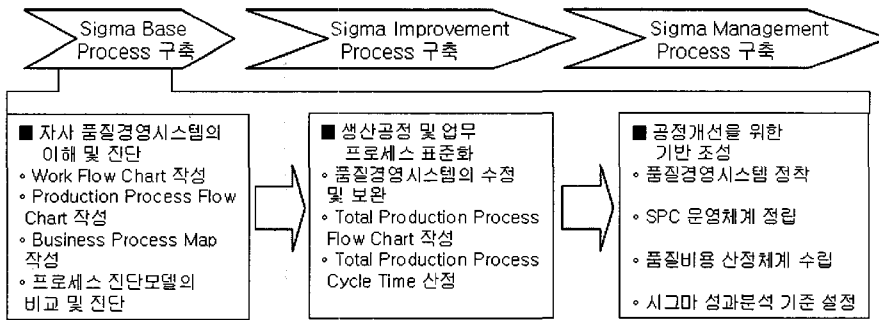 Sigma Base
Process 구축
Sigma Improvement
Process 구축
Sigma Management
Process 구축
■ 자사 품질경영시스템의
이해 및 진단
∘ Work Flow Chart 작성
∘ Production Process Flow
Chart 작성
∘ Business Process Map
작성
∘ 프로세스 진단모델의
비교 및 진단
■ 생산공정 및 업무
프로세스 표준화
∘ 품질경영시스템의 수정
및 보완
∘ Total Production Process
Flow Chart 작성
∘ Total Production Process
Cycle Time 산정
■ 공정개선을 위한
기반 조성
∘ 품질경영시스템 정착
∘ SPC 운영체계 정립
∘ 품질비용 산정체계 수립
∘ 시그마 성과분석 기준 설정